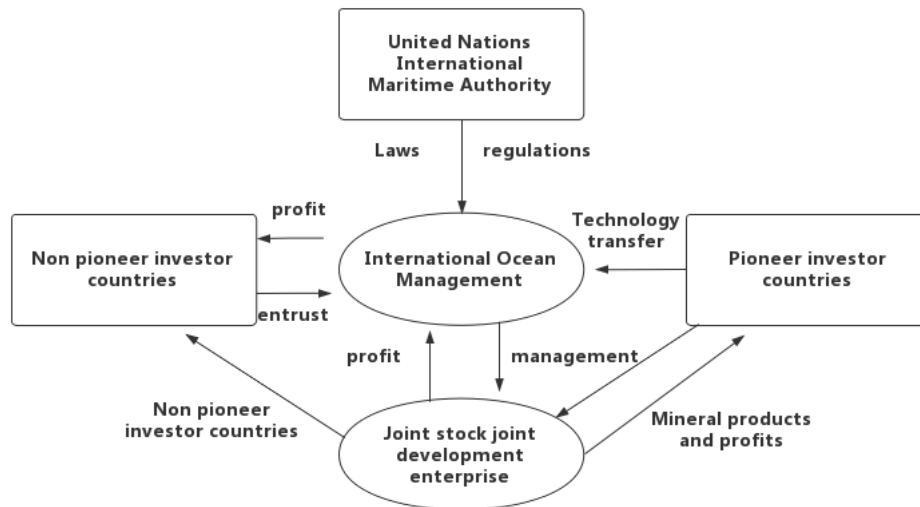 United Nations
International
Maritime Authority
Laws
regulations
profit
Technology
transfer
Non pioneer investor
countries
International Ocean
Management
Pioneer investor
countries
entrust
profit
management
Non pioneer
investor countries
Mineral products
and profits
Joint stock joint
development
enterprise